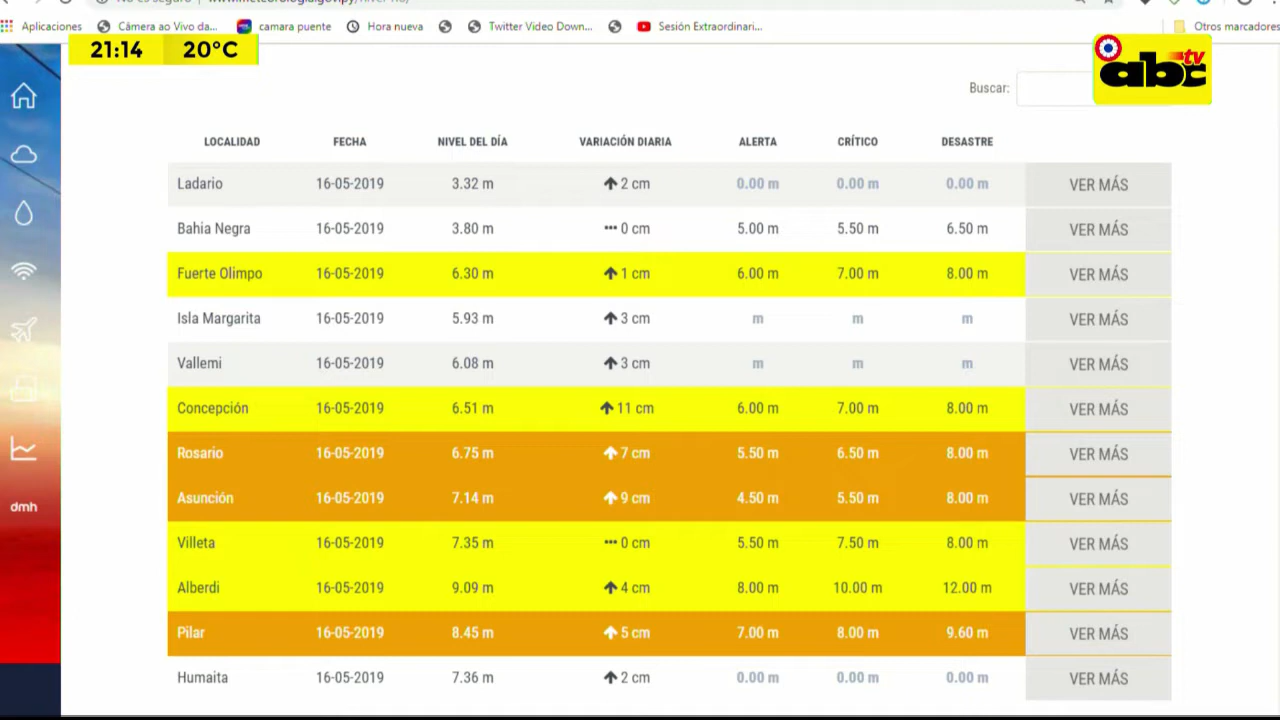 Aplicaciones Câmera ao Vivo da... camara puente Hora nueva Twitter Video Down... Sesión Extraordinari... Otros marcadores
21:14 20°C
abc tv
Buscar:
LOCALIDAD FECHA NIVEL DEL DÍA VARIACIÓN DIARIA ALERTA CRÍTICO DESASTRE
Ladario 16-05-2019 3.32 m 2 cm 0.00 m 0.00 m 0.00 m VER MÁS
Bahia Negra 16-05-2019 3.80 m 0 cm 5.00 m 5.50 m 6.50 m VER MÁS
Fuerte Olimpo 16-05-2019 6.30 m 1 cm 6.00 m 7.00 m 8.00 m VER MÁS
Isla Margarita 16-05-2019 5.93 m 3 cm m m m VER MÁS
Vallemi 16-05-2019 6.08 m 3 cm m m m VER MÁS
Concepción 16-05-2019 6.51 m 11 cm 6.00 m 7.00 m 8.00 m VER MÁS
Rosario 16-05-2019 6.75 m 7 cm 5.50 m 6.50 m 8.00 m VER MÁS
Asunción 16-05-2019 7.14 m 9 cm 4.50 m 5.50 m 8.00 m VER MÁS
dmh
Villeta 16-05-2019 7.35 m 0 cm 5.50 m 7.50 m 8.00 m VER MÁS
Alberdi 16-05-2019 9.09 m 4 cm 8.00 m 10.00 m 12.00 m VER MÁS
Pilar 16-05-2019 8.45 m 5 cm 7.00 m 8.00 m 9.60 m VER MÁS
Humaita 16-05-2019 7.36 m 2 cm 0.00 m 0.00 m 0.00 m VER MÁS